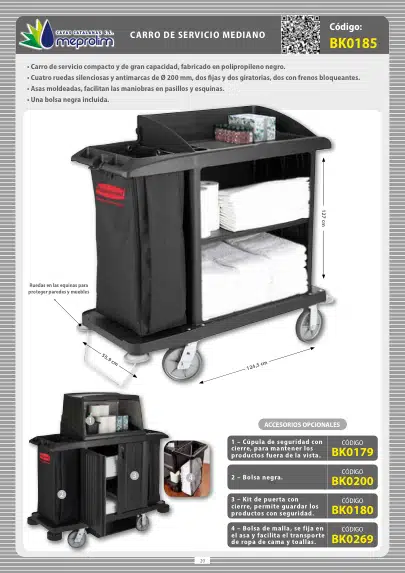 CAPAS CATALANAS S.L.
meprolim
CARRO DE SERVICIO MEDIANO
Código:
BK0185
• Carro de servicio compacto y de gran capacidad, fabricado en polipropileno negro.
• Cuatro ruedas silenciosas y antimarcas de Ø 200 mm, dos fijas y dos giratorias, dos con frenos bloqueantes.
• Asas moldeadas, facilitan las maniobras en pasillos y esquinas.
• Una bolsa negra incluida.
127 cm
Ruedas en las equinas para
proteger paredes y muebles
55,9 cm
124,5 cm
ACCESORIOS OPCIONALES
1 – Cúpula de seguridad con
cierre, para mantener los
productos fuera de la vista.
CÓDIGO
BK0179
2 – Bolsa negra.
CÓDIGO
BK0200
3 – Kit de puerta con
cierre, permite guardar los
productos con seguridad.
CÓDIGO
BK0180
4 – Bolsa de malla, se fija en
el asa y facilita el transporte
de ropa de cama y toallas.
CÓDIGO
BK0269